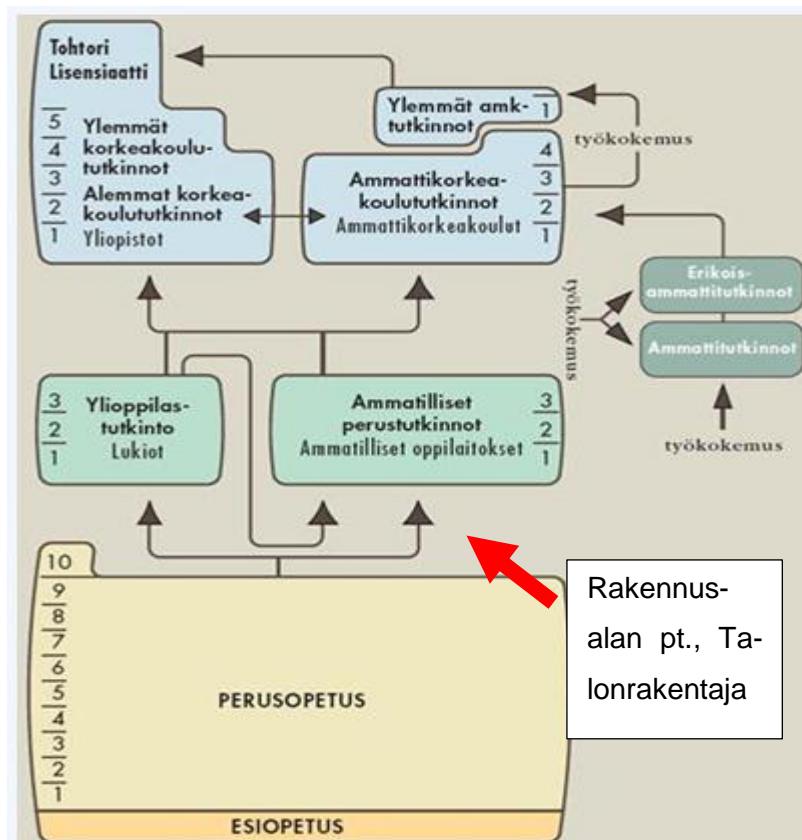 Tohtori
Lisensiaatti
5
4
3
2
1
Ylemmät
korkeakoulu-
tutkinnot
Alemmat korkea-
koulututkinnot
Yliopistot
Ylemmät amk-
tutkinnot
1
työkokemus
Ammattikorkea-
koulututkinnot
Ammattikorkeakoulut
4
3
2
1
työkokemus
Erikois-
ammattitutkinnot
Ammattitutkinnot
työkokemus
3
2
1
Ylioppilas-
tutkinto
Lukiot
Ammatilliset
perustutkinnot
Ammatilliset oppilaitokset
3
2
1
Rakennus-
alan pt., Ta-
lonrakentaja
10
9
8
7
6
5
4
3
2
1
PERUSOPETUS
ESIOPETUS